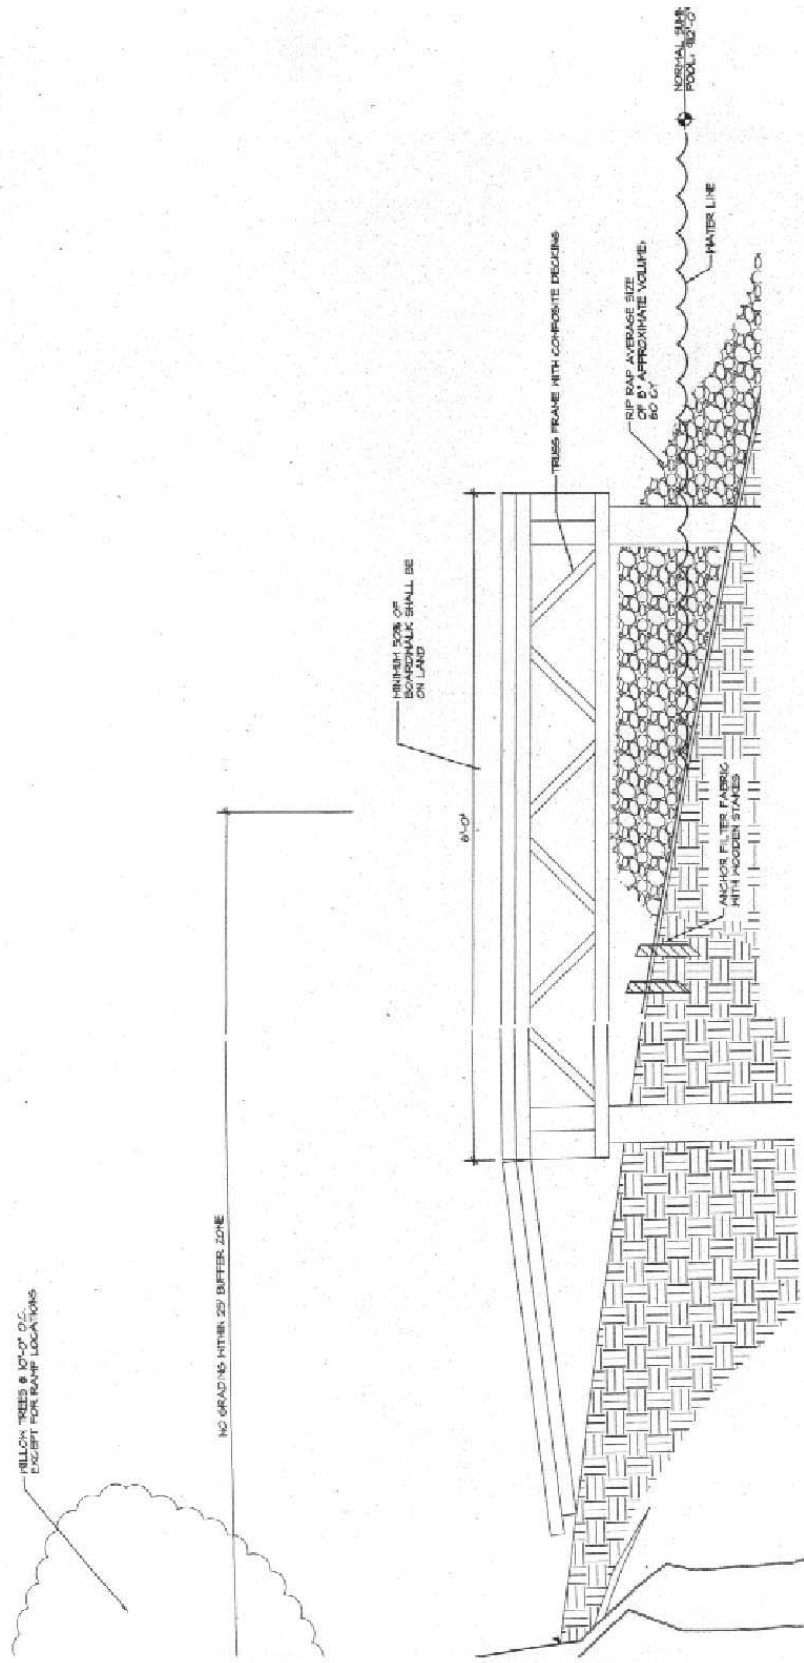 WILLOW TREES @ 10'-0" O.C.
EXCEPT FOR RAMP LOCATIONS
NO GRADING WITHIN 25' BUFFER ZONE
MINIMUM 50% OF
BOARDWALK SHALL BE
ON LAND
6'-0"
TRUSS FRAME WITH COMPOSITE DECKING
RIP RAP AVERAGE SIZE
OF 8" APPROXIMATE VOLUME:
CY
NORMAL
POOL:
WATER LINE
ANCHOR FILTER FABRIC
WITH WOODEN STAKES